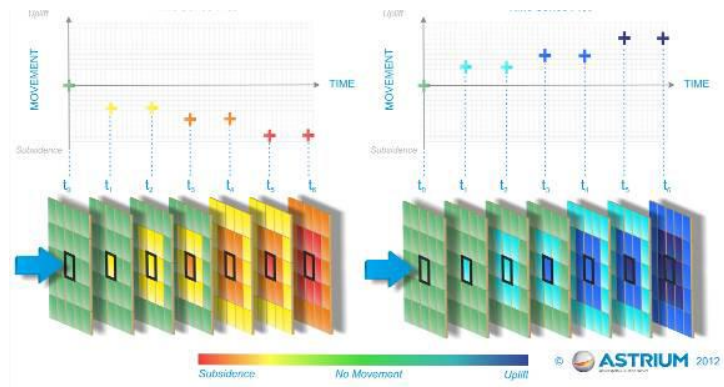 Uplift
MOVEMENT
TIME
Subsidence
t0 t1 t2 t3 t4 t5 t6
Uplift
MOVEMENT
TIME
Subsidence
t0 t1 t2 t3 t4 t5 t6
Subsidence No Movement Uplift
© ASTRIUM 2012